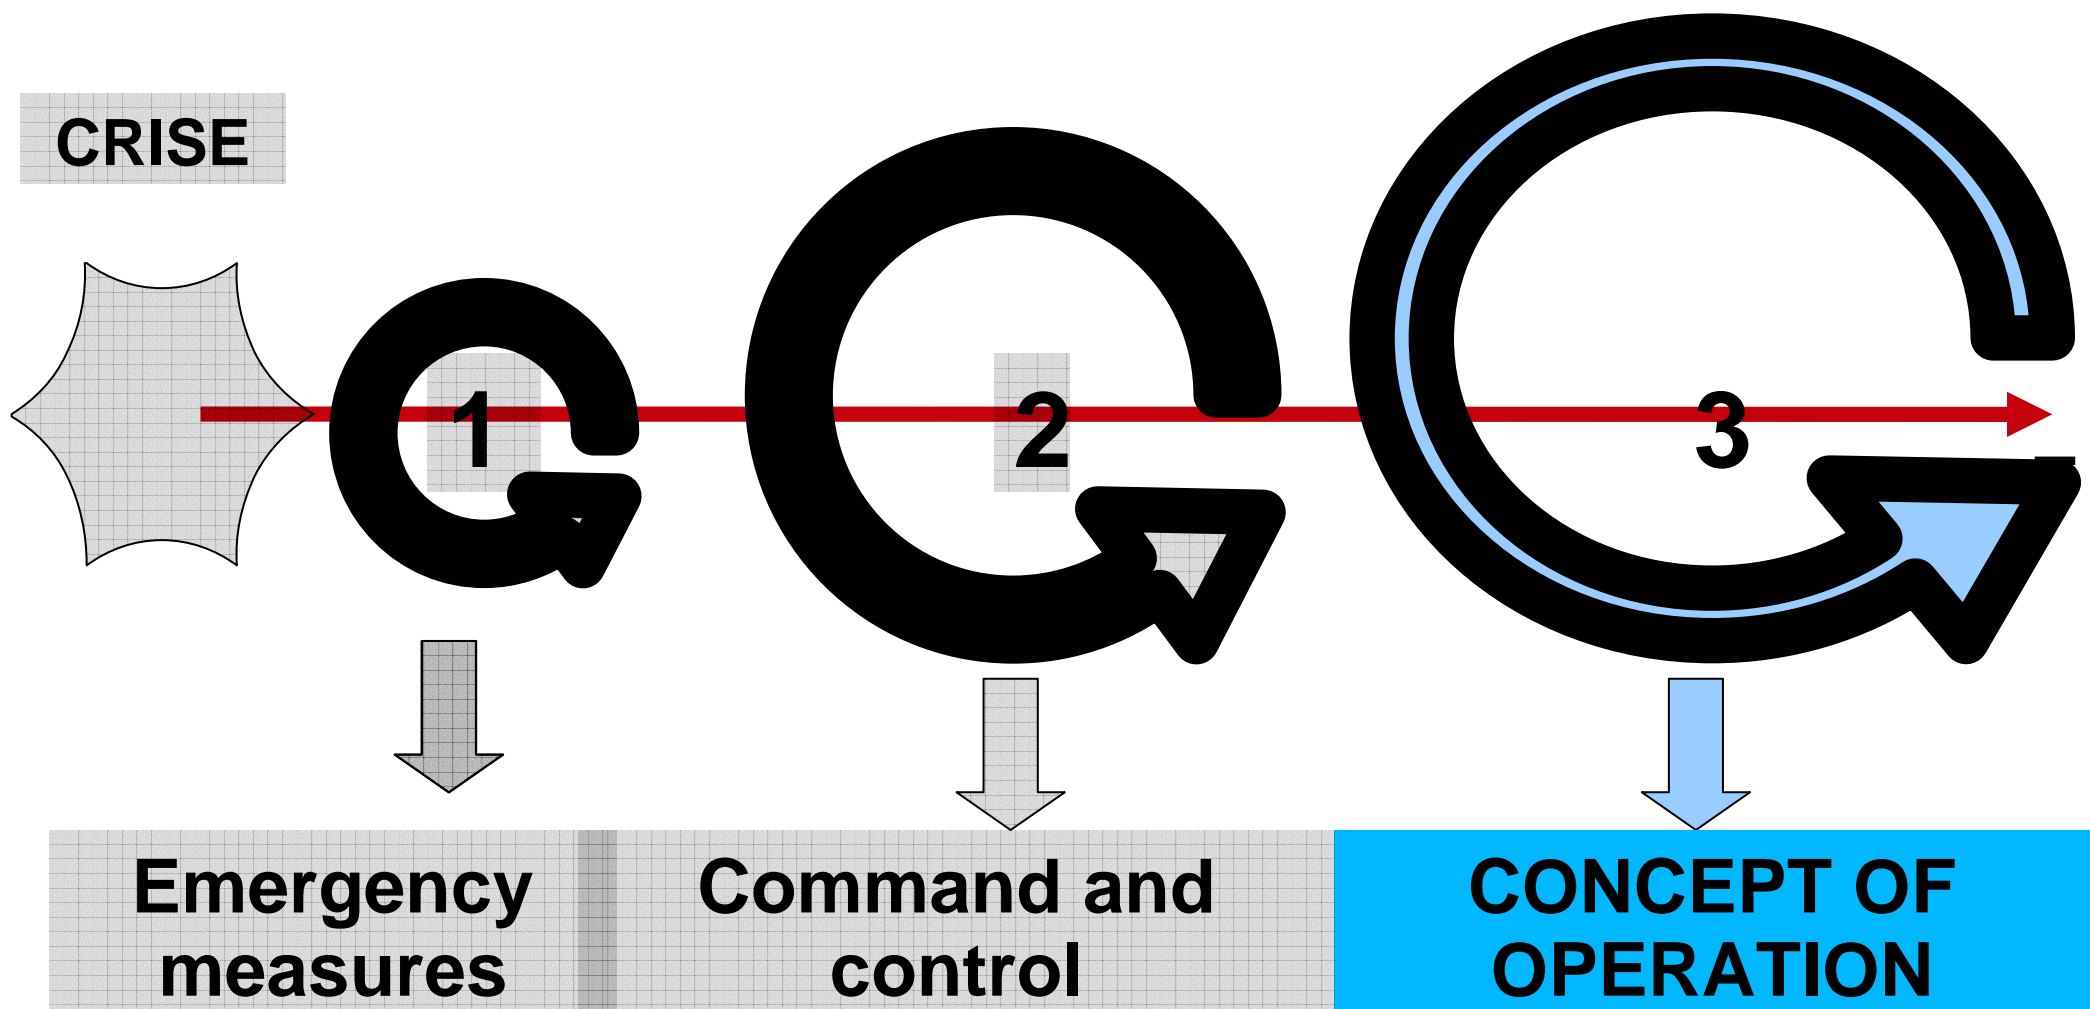 CRISE
1
2
3
Emergency
measures
Command and
control
CONCEPT OF
OPERATION